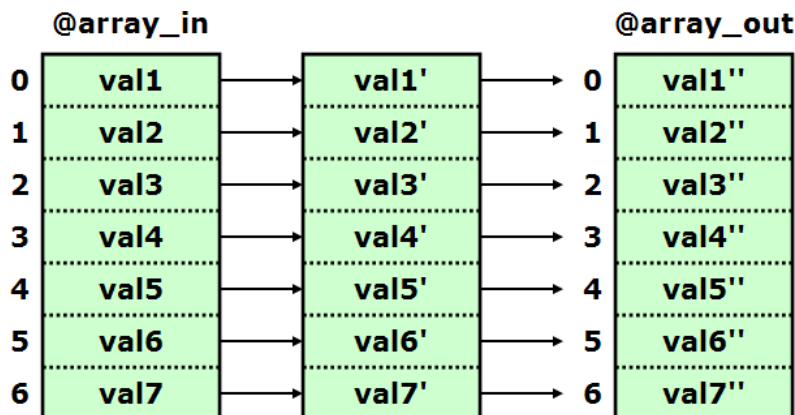 @array_in @array_out
0 val1 val1' 0 val1''
1 val2 val2' 1 val2''
2 val3 val3' 2 val3''
3 val4 val4' 3 val4''
4 val5 val5' 4 val5''
5 val6 val6' 5 val6''
6 val7 val7' 6 val7''